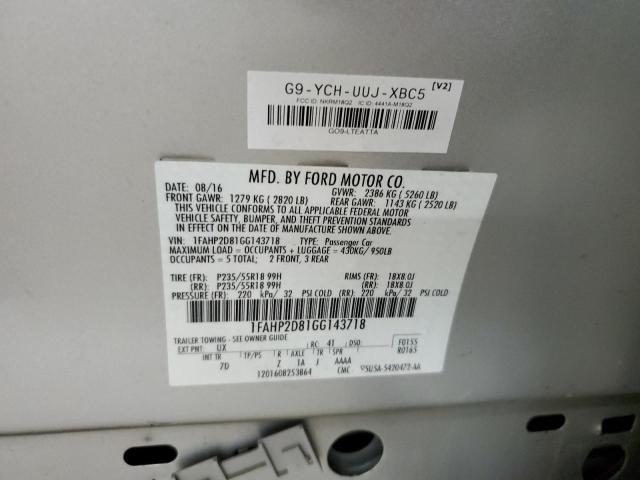 G9-YCH-UUJ-XBC5 [V2]
FCC ID: NKRM18Q2 IC ID: 4441A-M18Q2
GO9-LTEATTA
MFD. BY FORD MOTOR CO.
DATE: 08/16 GVWR: 2386 KG ( 5260 LB)
FRONT GAWR: 1279 KG ( 2820 LB) REAR GAWR: 1143 KG ( 2520 LB)
THIS VEHICLE CONFORMS TO ALL APPLICABLE FEDERAL MOTOR
VEHICLE SAFETY, BUMPER, AND THEFT PREVENTION STANDARDS
IN EFFECT ON THE DATE OF MANUFACTURE SHOWN ABOVE.
VIN: 1FAHP2D81GG143718 TYPE: Passenger Car
MAXIMUM LOAD = OCCUPANTS + LUGGAGE = 430KG/ 950LB
OCCUPANTS = 5 TOTAL; 2 FRONT, 3 REAR
TIRE (FR): P235/55R18 99H RIMS (FR): 18X8.0J
(RR): P235/55R18 99H (RR): 18X8.0J
PRESSURE (FR): 220 kPa/ 32 PSI COLD (RR): 220 kPa/ 32 PSI COLD
1FAHP2D81GG143718
TRAILER TOWING - SEE OWNER GUIDE
EXT PNT: UX RC: 41 DSO: F0155
R0165
INT TR TP/PS R AXLE TR SPR
7D Z 1A J AAAA
1201608253864 CMC 5U5A-5420472-AA